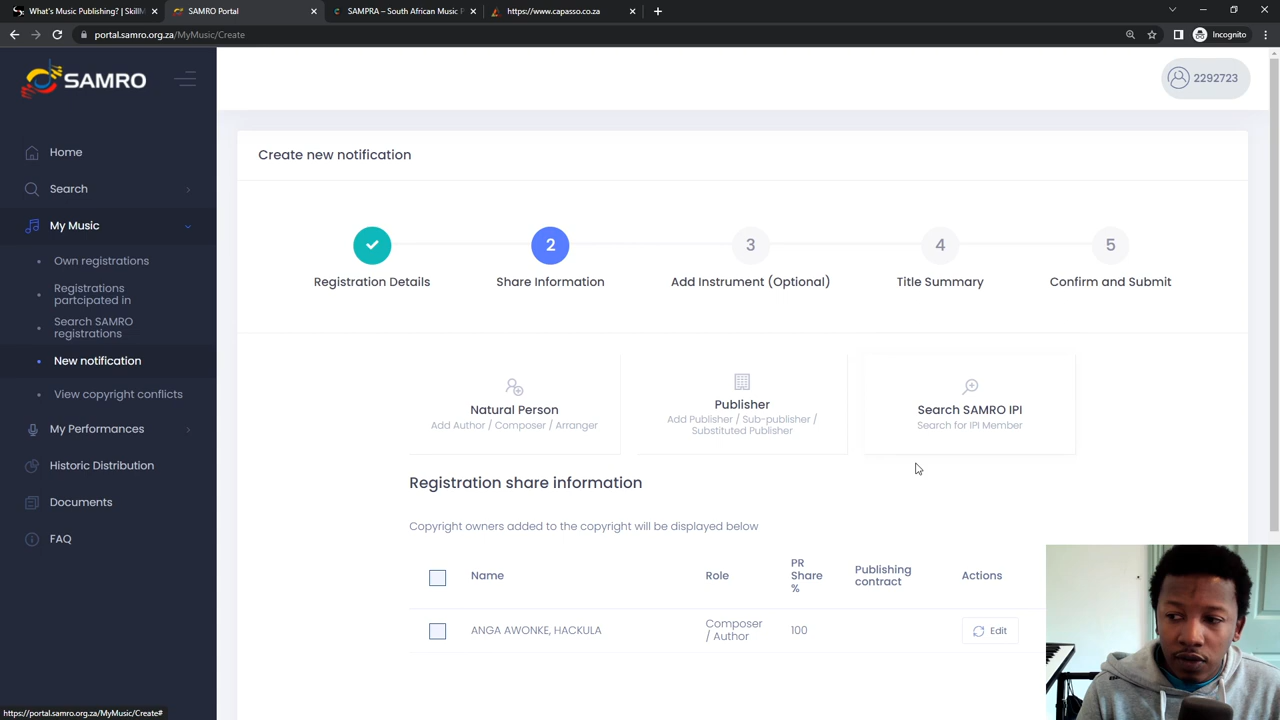 What's Music Publishing? | SkillM
SAMRO Portal
SAMPRA – South African Music P
https://www.capasso.co.za
portal.samro.org.za/MyMusic/Create
Incognito
SAMRO
2292723
Home
Search
My Music
Own registrations
Registrations
partcipated in
Search SAMRO
registrations
New notification
View copyright conflicts
My Performances
Historic Distribution
Documents
FAQ
Create new notification
2
3
4
5
Registration Details
Share Information
Add Instrument (Optional)
Title Summary
Confirm and Submit
Natural Person
Add Author / Composer / Arranger
Publisher
Add Publisher / Sub-publisher /
Substituted Publisher
Search SAMRO IPI
Search for IPI Member
Registration share information
Copyright owners added to the copyright will be displayed below
Name
Role
PR
Share
%
Publishing
contract
Actions
ANGA AWONKE, HACKULA
Composer
/ Author
100
Edit
https://portal.samro.org.za/MyMusic/Create#